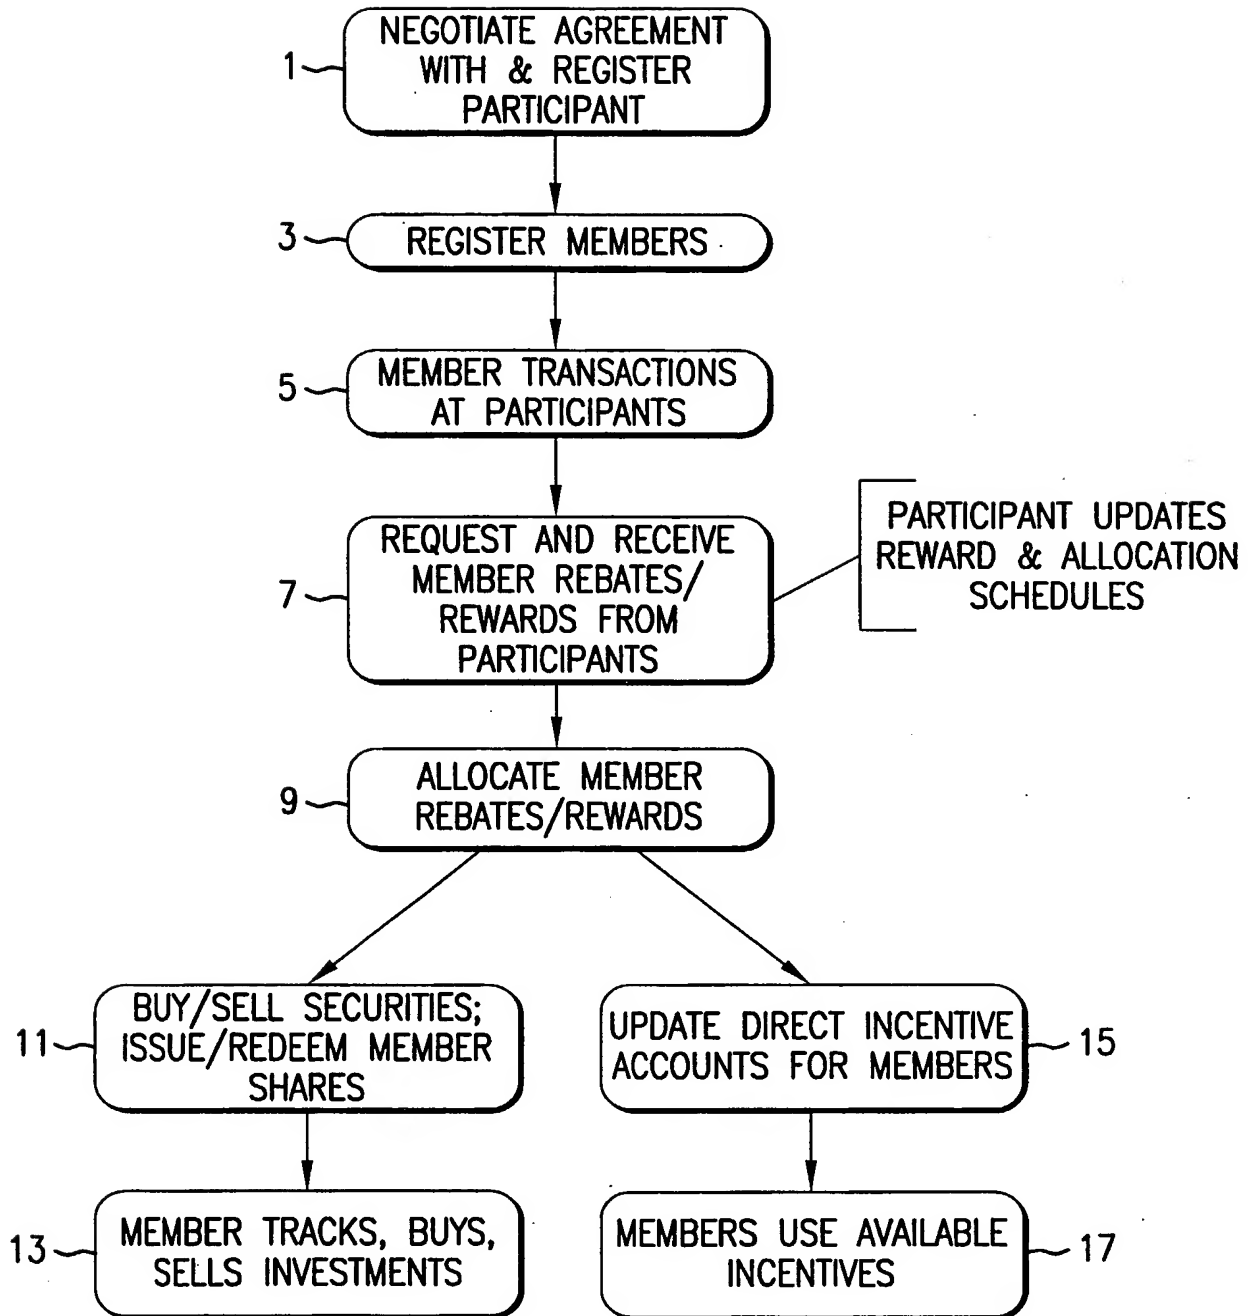 NEGOTIATE AGREEMENT
WITH & REGISTER
PARTICIPANT
1
3
REGISTER MEMBERS
MEMBER TRANSACTIONS
AT PARTICIPANTS
5
REQUEST AND RECEIVE
MEMBER REBATES/
REWARDS FROM
PARTICIPANTS
7
PARTICIPANT UPDATES
REWARD & ALLOCATION
SCHEDULES
ALLOCATE MEMBER
REBATES/REWARDS
9
BUY/SELL SECURITIES;
ISSUE/REDEEM MEMBER
SHARES
11
UPDATE DIRECT INCENTIVE
ACCOUNTS FOR MEMBERS
15
MEMBER TRACKS, BUYS,
SELLS INVESTMENTS
13
MEMBERS USE AVAILABLE
INCENTIVES
17